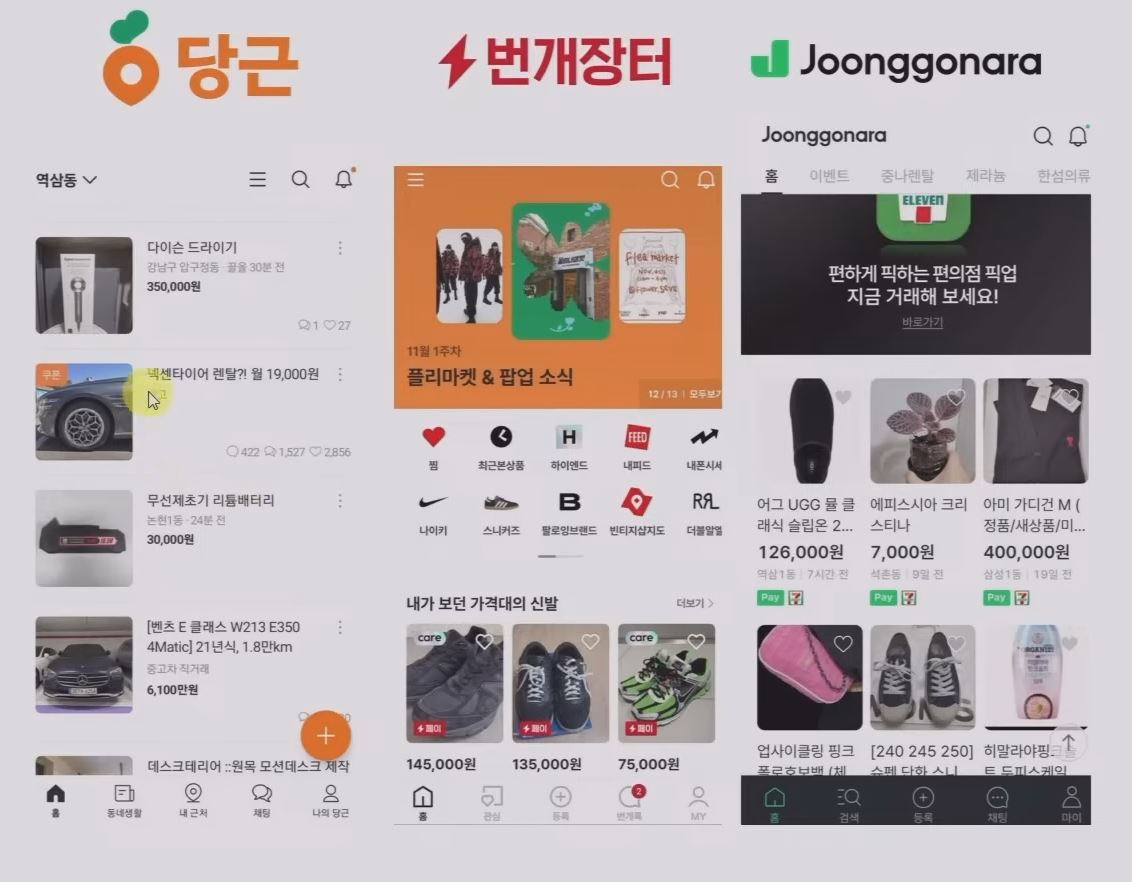 당근
역삼동
다이슨 드라이기
강남구 압구정동 · 끌올 30분 전
350,000원
1 27
쿠폰
넥센타이어 렌탈?! 월 19,000원
422 1,527 2,856
무선제초기 리튬배터리
논현1동 · 24분 전
30,000원
[벤츠 E 클래스 W213 E350
4Matic] 21년식, 1.8만km
중고차 직거래
6,100만원
데스크테리어 ::원목 모션데스크 제작
홈 동네생활 내 근처 채팅 나의 당근
번개장터
11월 1주차
플리마켓 & 팝업 소식
12 / 13 | 모두보기
찜 최근본상품 하이엔드 내피드 내폰시세
H FEED
나이키 스니커즈 팔로잉브랜드 빈티지샵지도 더블알엘
B RRL
내가 보던 가격대의 신발
더보기
care care
페이 페이 페이
145,000원 135,000원 75,000원
2
홈 관심 등록 번개톡 MY
Joonggonara
Joonggonara
홈 이벤트 중나렌탈 제라늄 한섬의류
ELEVEN
편하게 픽하는 편의점 픽업
지금 거래해 보세요!
바로가기
어그 UGG 뮬 클
래식 슬립온 2...
126,000원
역삼1동 | 7시간 전
Pay
에피스시아 크리
스티나
7,000원
석촌동 | 9일 전
Pay
아미 가디건 M (
정품/새상품/미...
400,000원
삼성1동 | 19일 전
Pay
업사이클링 핑크
[240 245 250]
히말라야핑크솔
홈 검색 등록 채팅 마이